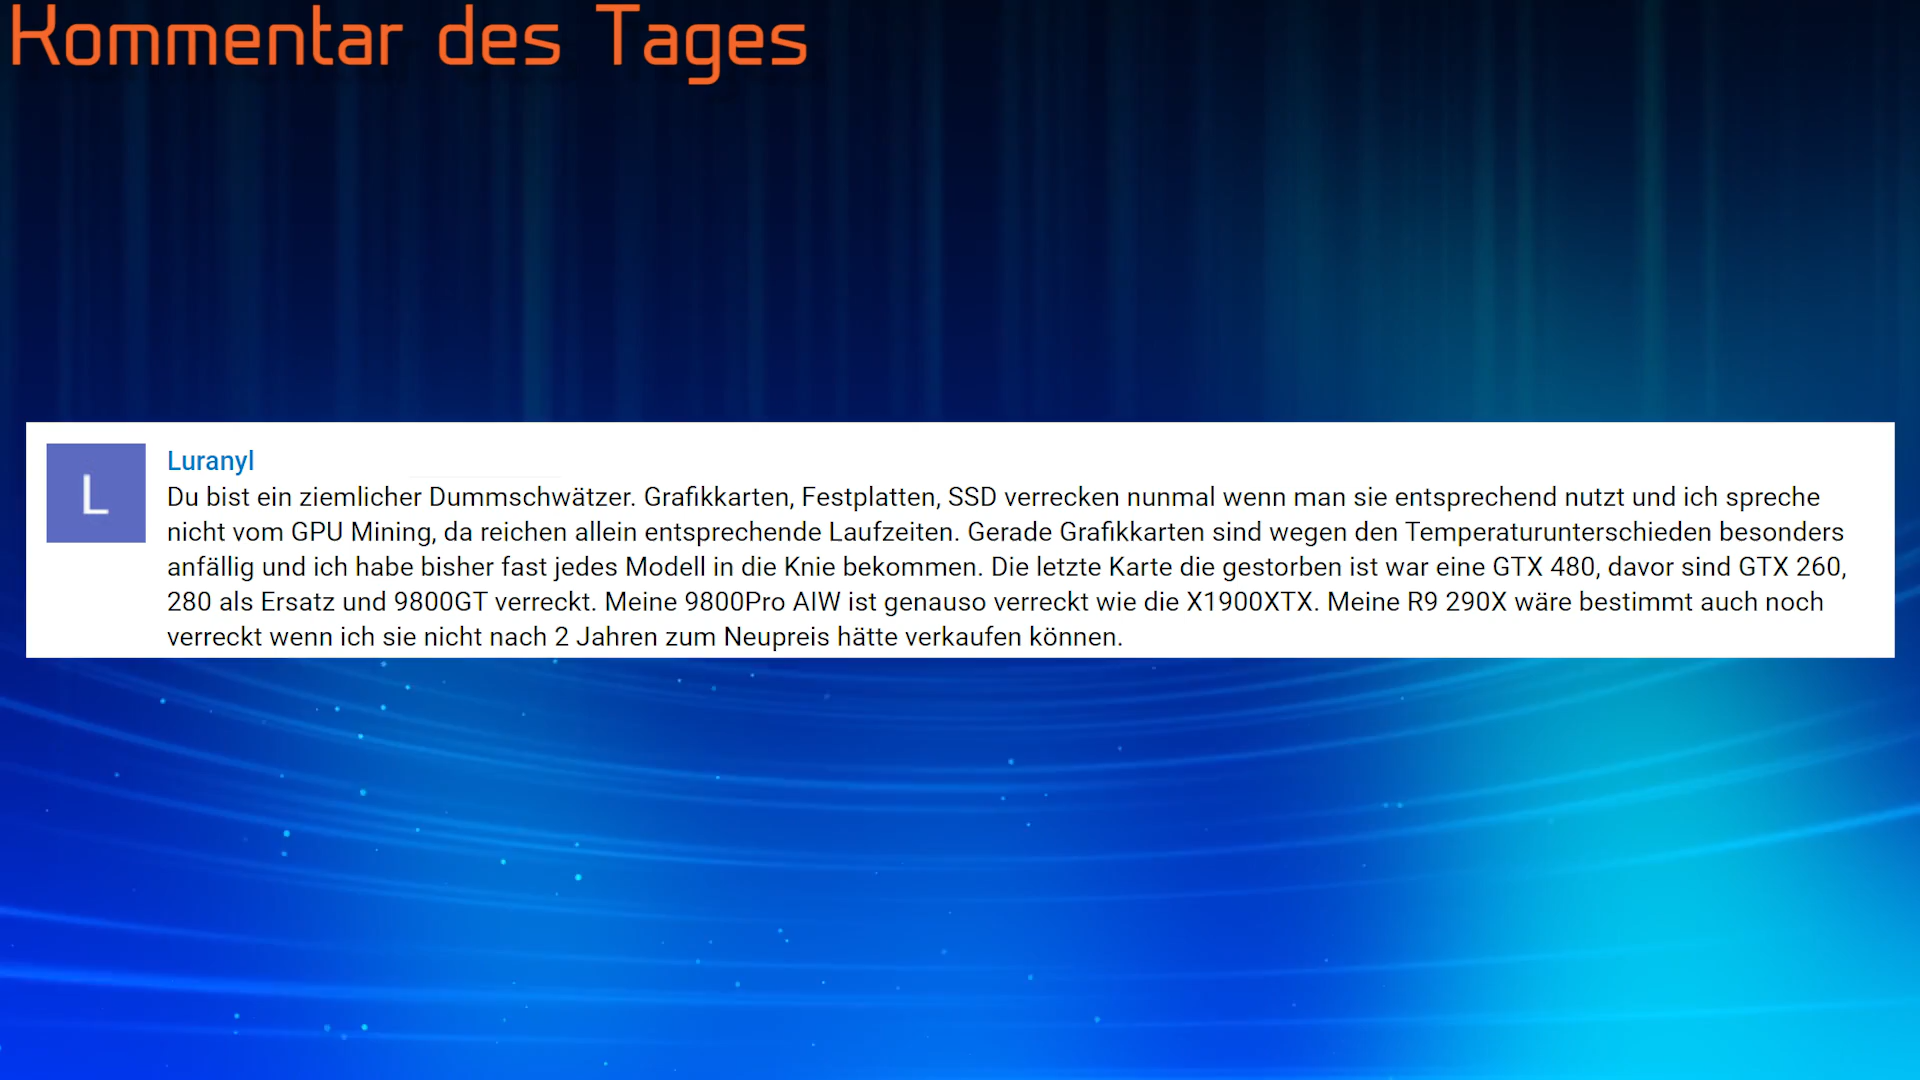 Kommentar des Tages
L
Luranyl
Du bist ein ziemlicher Dummschwätzer. Grafikkarten, Festplatten, SSD verrecken nunmal wenn man sie entsprechend nutzt und ich spreche
nicht vom GPU Mining, da reichen allein entsprechende Laufzeiten. Gerade Grafikkarten sind wegen den Temperaturunterschieden besonders
anfällig und ich habe bisher fast jedes Modell in die Knie bekommen. Die letzte Karte die gestorben ist war eine GTX 480, davor sind GTX 260,
280 als Ersatz und 9800GT verreckt. Meine 9800Pro AIW ist genauso verreckt wie die X1900XTX. Meine R9 290X wäre bestimmt auch noch
verreckt wenn ich sie nicht nach 2 Jahren zum Neupreis hätte verkaufen können.